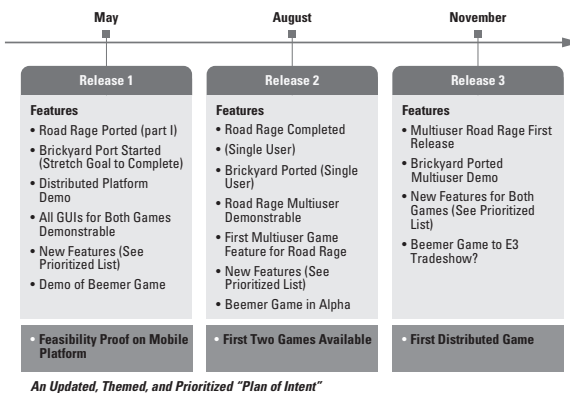 May
August
November
Release 1
Features
• Road Rage Ported (part I)
• Brickyard Port Started
(Stretch Goal to Complete)
• Distributed Platform
Demo
• All GUIs for Both Games
Demonstrable
• New Features (See
Prioritized List)
• Demo of Beemer Game
• Feasibility Proof on Mobile
Platform
Release 2
Features
• Road Rage Completed
• (Single User)
• Brickyard Ported (Single
User)
• Road Rage Multiuser
Demonstrable
• First Multiuser Game
Feature for Road Rage
• New Features (See
Prioritized List)
• Beemer Game in Alpha
• First Two Games Available
Release 3
Features
• Multiuser Road Rage First
Release
• Brickyard Ported
Multiuser Demo
• New Features for Both
Games (See Prioritized
List)
• Beemer Game to E3
Tradeshow?
• First Distributed Game
An Updated, Themed, and Prioritized "Plan of Intent"